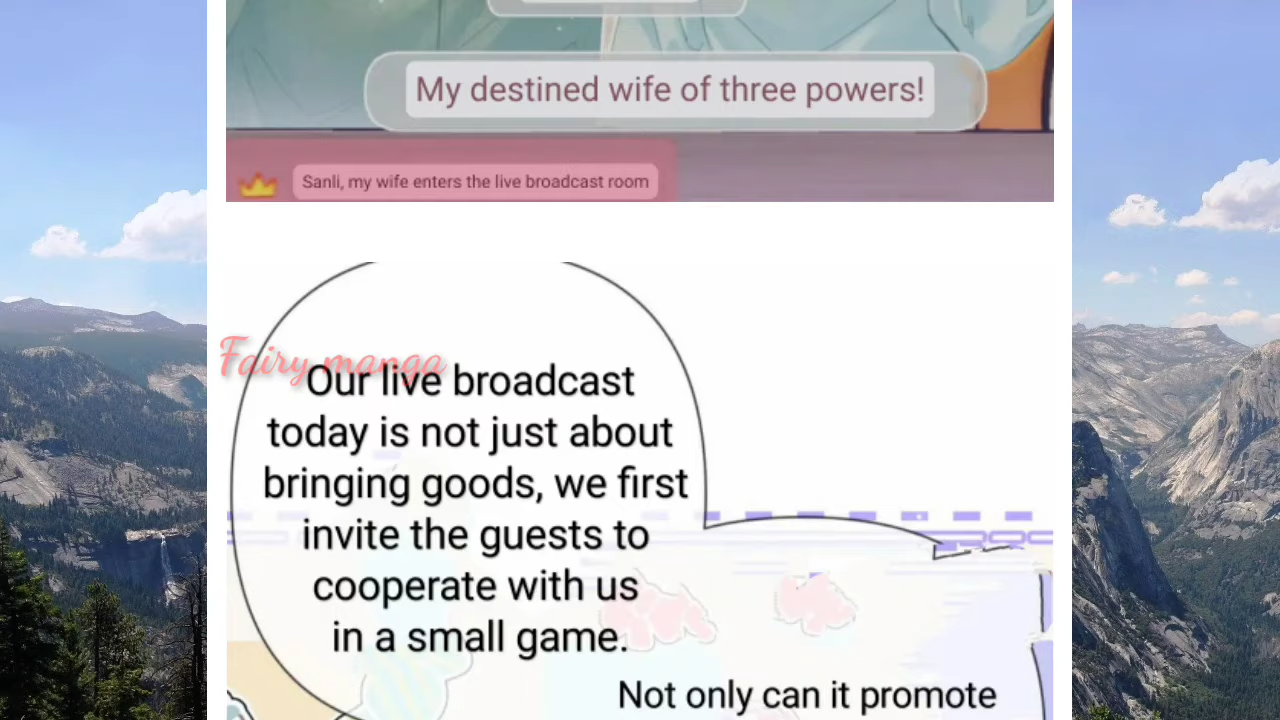 My destined wife of three powers!
Sanli, my wife enters the live broadcast room
Fairy manga
Our live broadcast
today is not just about
bringing goods, we first
invite the guests to
cooperate with us
in a small game.
Not only can it promote